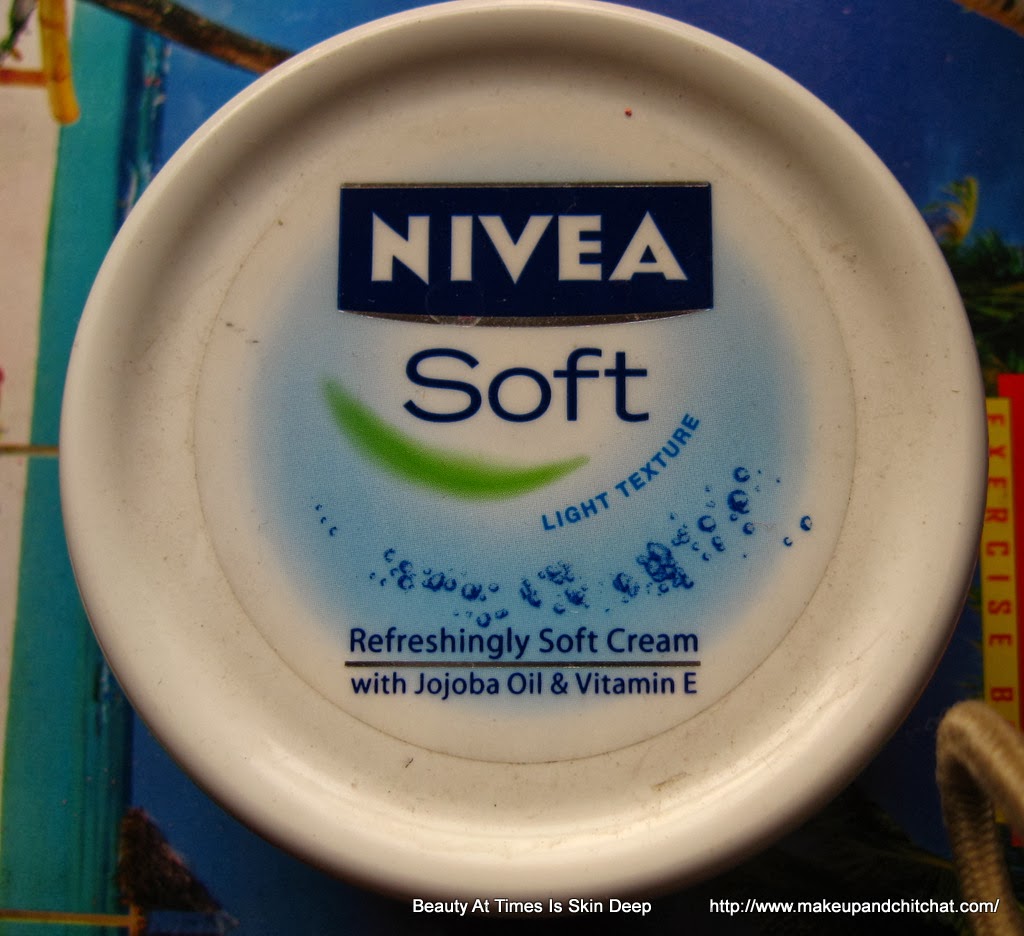 NIVEA
Soft
LIGHT TEXTURE
Refreshingly Soft Cream
with Jojoba Oil & Vitamin E
EXERCISE
Beauty At Times Is Skin Deep
http://www.makeupandchitchat.com/